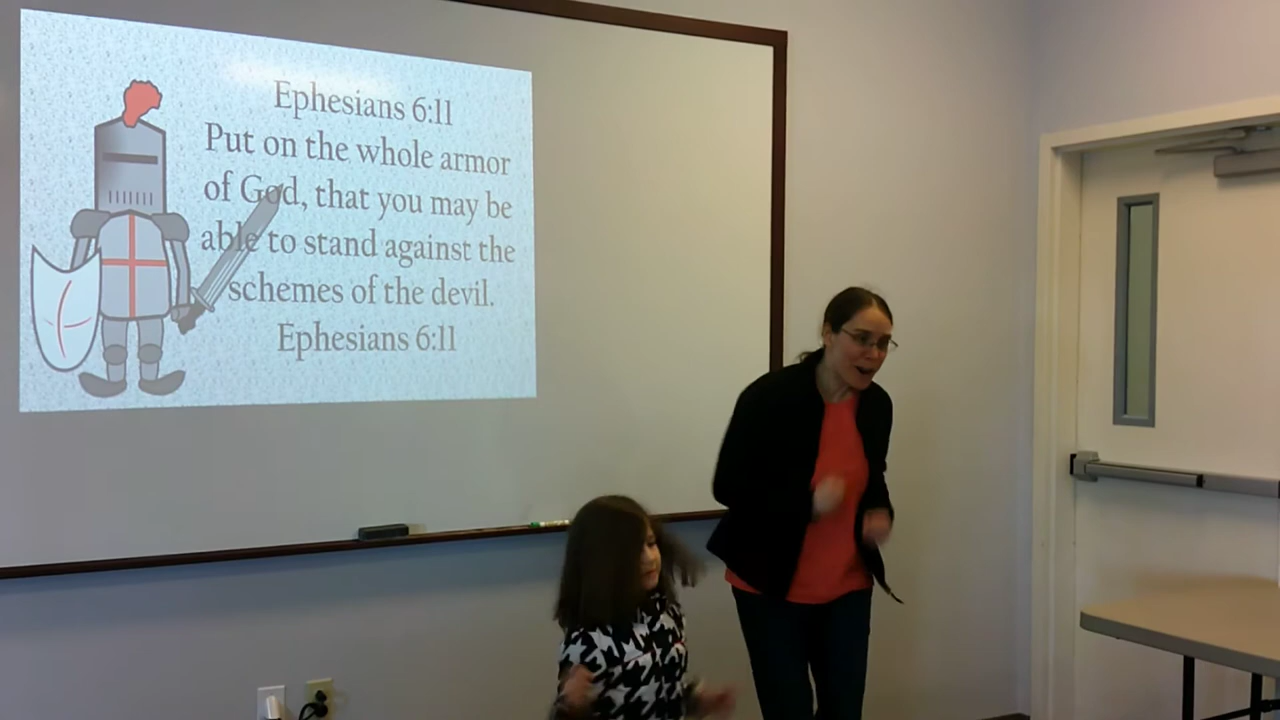 Ephesians 6:11
Put on the whole armor
of God, that you may be
able to stand against the
schemes of the devil.
Ephesians 6:11